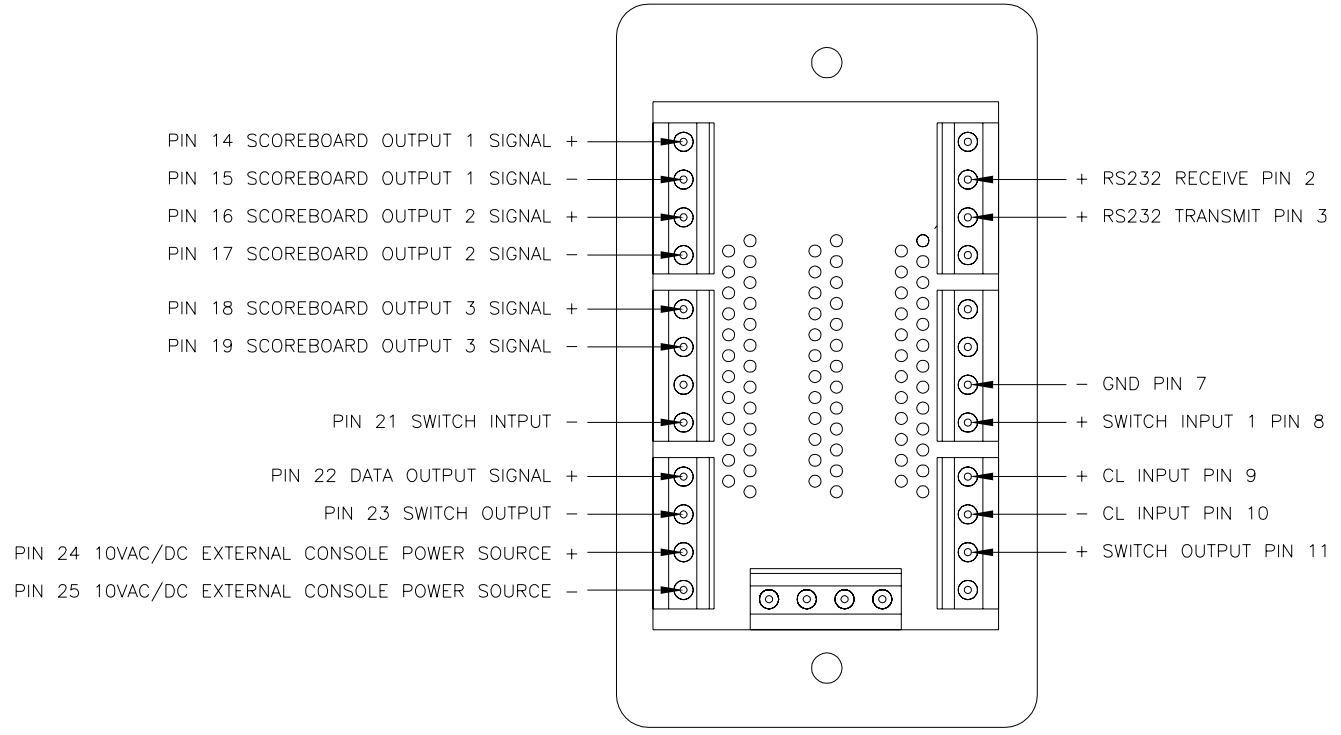 PIN 14 SCOREBOARD OUTPUT 1 SIGNAL +
PIN 15 SCOREBOARD OUTPUT 1 SIGNAL -
PIN 16 SCOREBOARD OUTPUT 2 SIGNAL +
PIN 17 SCOREBOARD OUTPUT 2 SIGNAL -
PIN 18 SCOREBOARD OUTPUT 3 SIGNAL +
PIN 19 SCOREBOARD OUTPUT 3 SIGNAL -
PIN 21 SWITCH INTPUT -
PIN 22 DATA OUTPUT SIGNAL +
PIN 23 SWITCH OUTPUT -
PIN 24 10VAC/DC EXTERNAL CONSOLE POWER SOURCE +
PIN 25 10VAC/DC EXTERNAL CONSOLE POWER SOURCE -
+ RS232 RECEIVE PIN 2
+ RS232 TRANSMIT PIN 3
- GND PIN 7
+ SWITCH INPUT 1 PIN 8
+ CL INPUT PIN 9
- CL INPUT PIN 10
+ SWITCH OUTPUT PIN 11